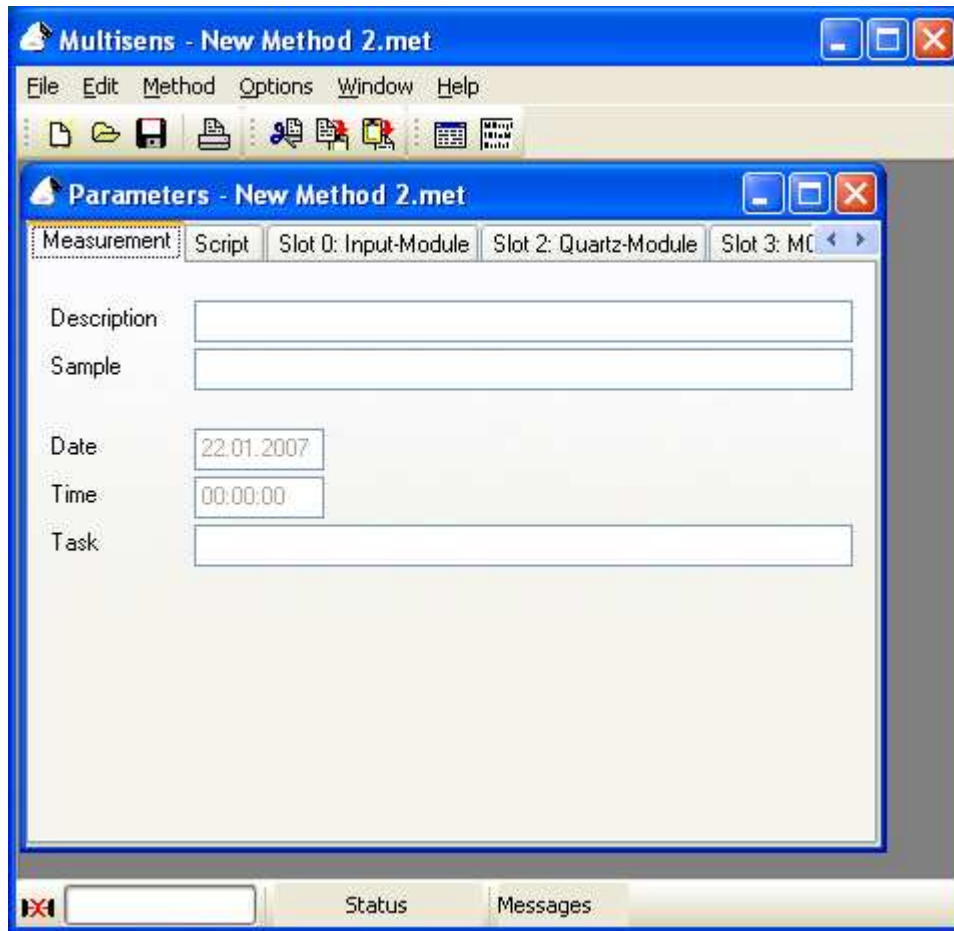 Multisens - New Method 2.met
File Edit Method Options Window Help
Parameters - New Method 2.met
Measurement Script Slot 0: Input-Module Slot 2: Quartz-Module Slot 3:
Description
Sample
Date 22.01.2007
Time 00:00:00
Task
Status Messages